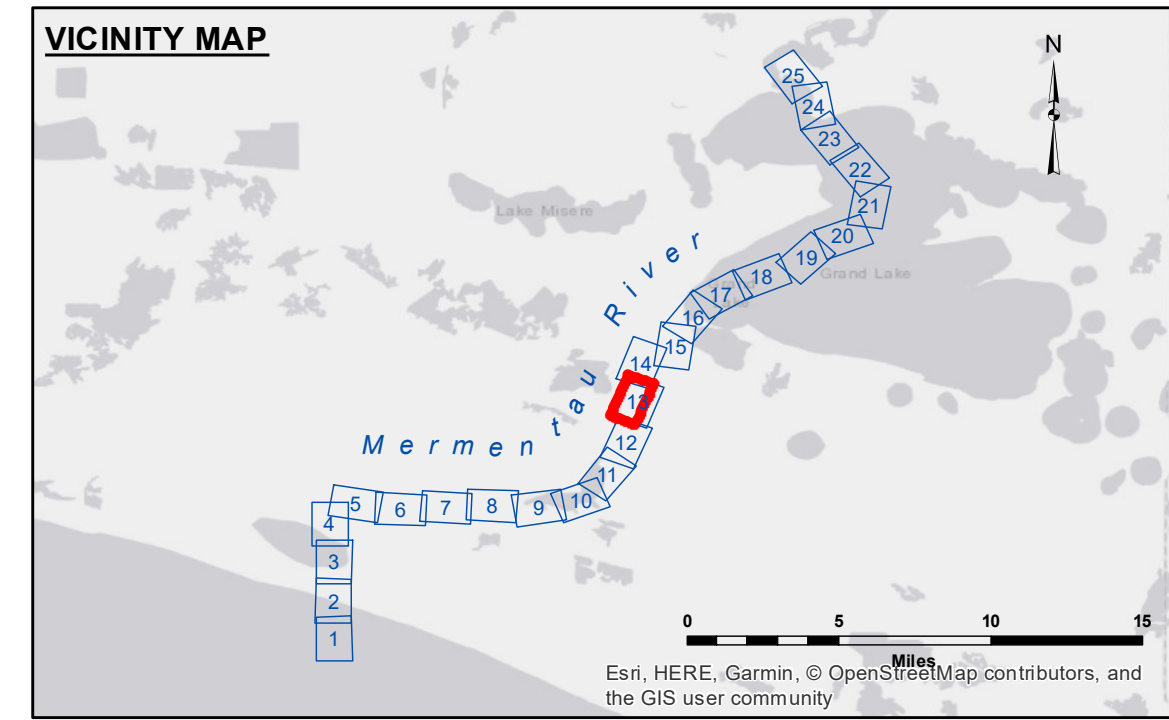 VICINITY MAP
N
25
24
23
22
21
20
19
18
17
16
15
14
13
12
11
10
9
8
7
6
5
4
3
2
1
Lake Misere
Grand Lake
Mermentau River
0 5 10 15
Miles
Esri, HERE, Garmin, © OpenStreetMap contributors, and
the GIS user community